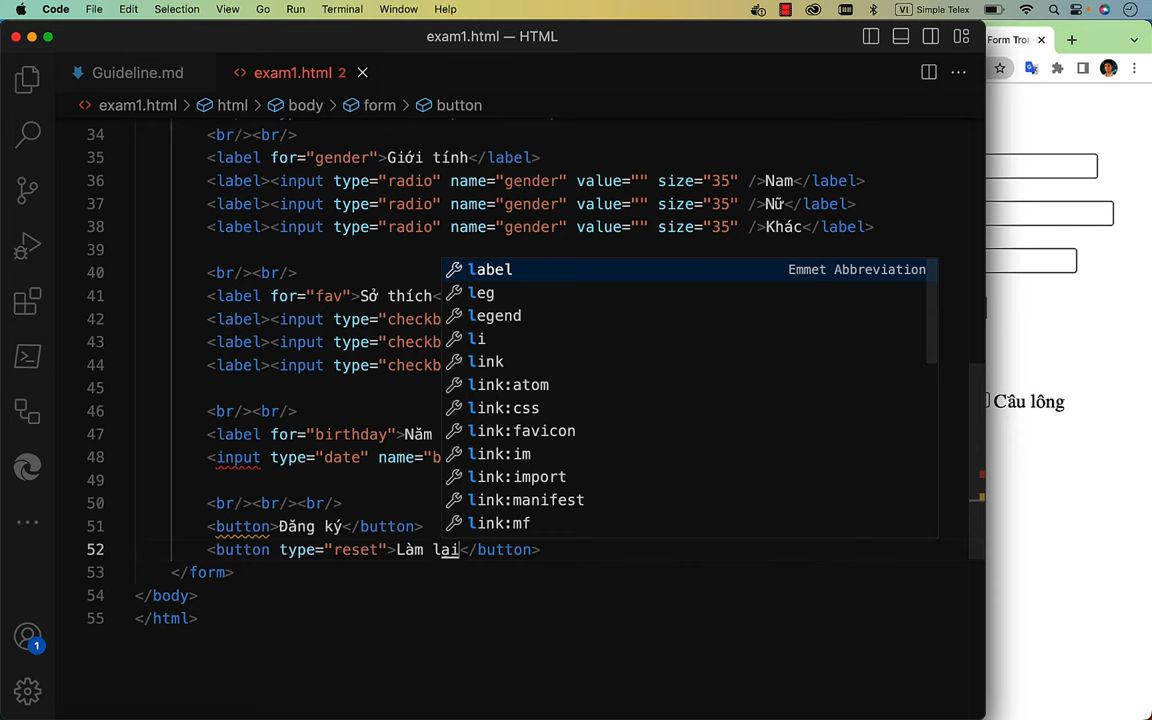 Code File Edit Selection View Go Run Terminal Window Help VI Simple Telex
exam1.html — HTML
Form Tror
Guideline.md exam1.html 2
exam1.html > html > body > form > button
34 <br/><br/>
35 <label for="gender">Giới tính</label>
36 <label><input type="radio" name="gender" value="" size="35" />Nam</label>
37 <label><input type="radio" name="gender" value="" size="35" />Nữ</label>
38 <label><input type="radio" name="gender" value="" size="35" />Khác</label>
39
40 <br/><br/>
41 <label for="fav">Sở thích<
42 <label><input type="checkb
43 <label><input type="checkb
44 <label><input type="checkb
45
46 <br/><br/>
47 <label for="birthday">Năm
48 <input type="date" name="b
49
50 <br/><br/><br/>
51 <button>Đăng ký</button>
52 <button type="reset">Làm lai</button>
53 </form>
54 </body>
55 </html>
label Emmet Abbreviation
leg
legend
li
link
link:atom
link:css
link:favicon
link:im
link:import
link:manifest
link:mf
Cầu lông
1